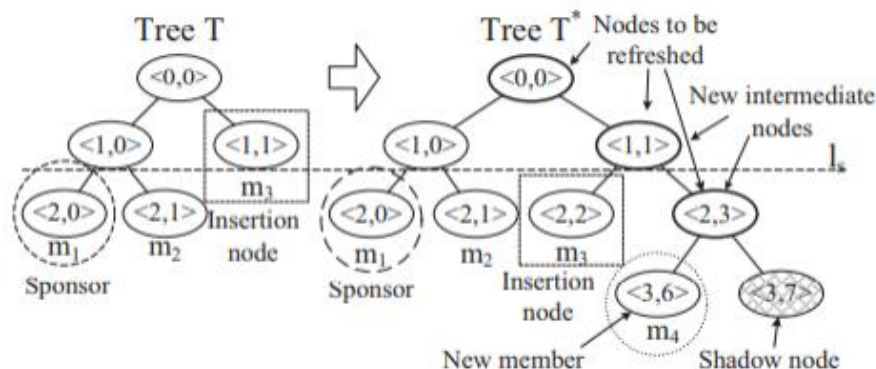 Tree T
Tree T*
Nodes to be
refreshed
<0,0>
<0,0>
New intermediate
nodes
<1,0>
<1,1>
<1,0>
<1,1>
l_s
m3
<2,0>
<2,1>
Insertion
node
<2,0>
<2,1>
<2,2>
<2,3>
m1
m2
m1
m2
m3
Sponsor
Sponsor
Insertion
node
<3,6>
<3,7>
m4
New member
Shadow node